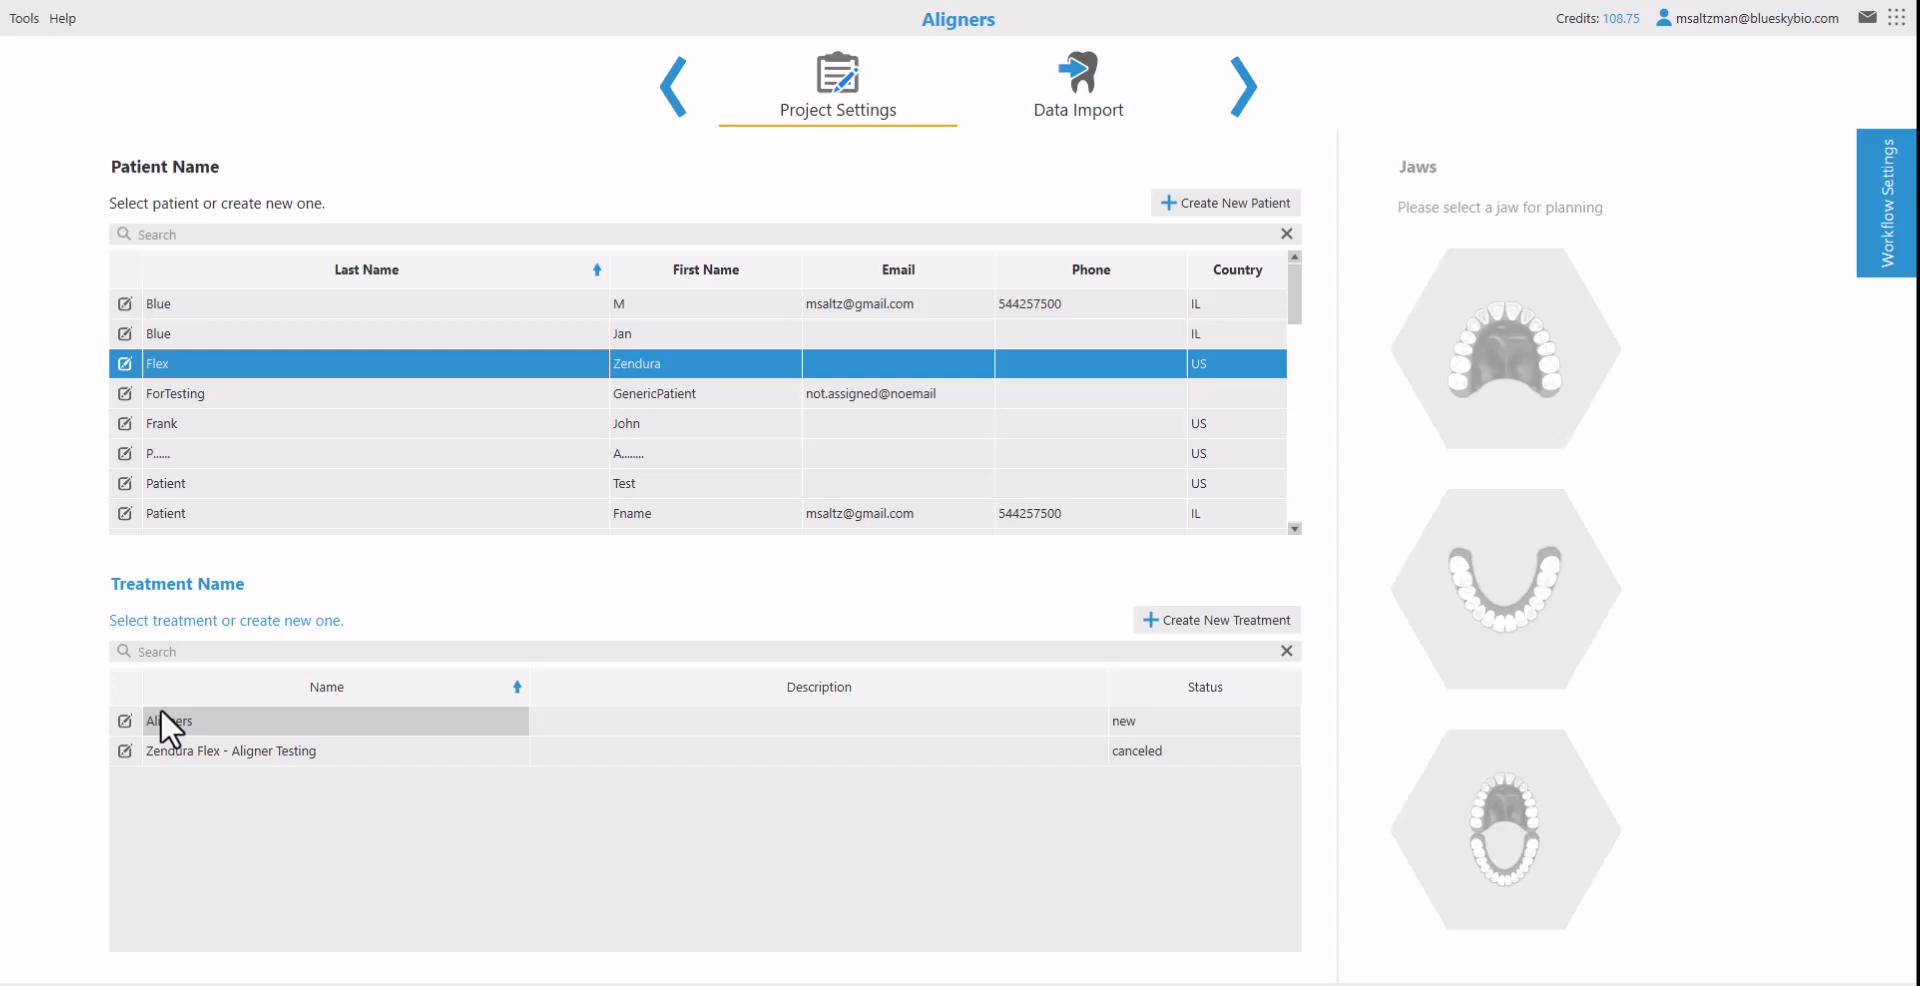 Tools Help Aligners Credits: 108.75 msaltzman@blueskybio.com
Project Settings Data Import
Workflow Settings
Patient Name
Select patient or create new one. Create New Patient
Search
Last Name First Name Email Phone Country
Blue M msaltz@gmail.com 544257500 IL
Blue Jan IL
Flex Zendura US
ForTesting GenericPatient not.assigned@noemail
Frank John US
P...... A........ US
Patient Test US
Patient Fname msaltz@gmail.com 544257500 IL
Treatment Name
Select treatment or create new one. Create New Treatment
Search
Name Description Status
Aligners new
Zendura Flex - Aligner Testing canceled
Jaws
Please select a jaw for planning